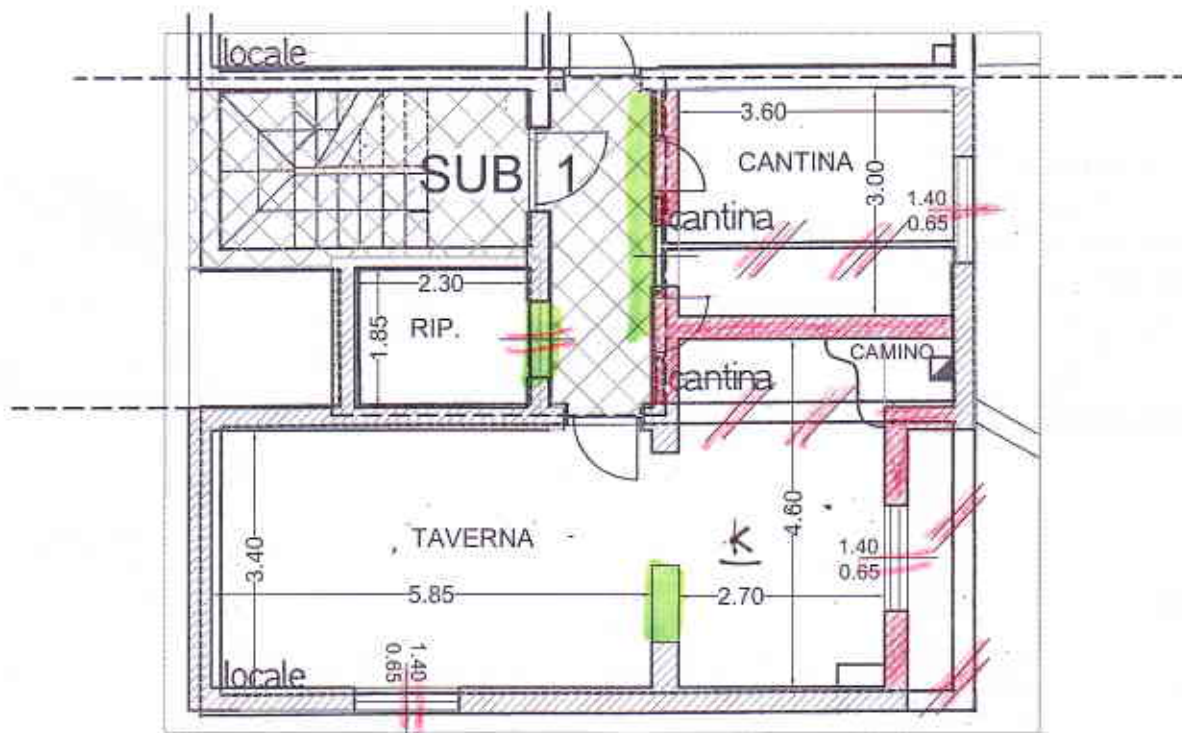 locale
3.60
CANTINA
SUB 1
3.00
1.40
0.65
cantina
2.30
RIP.
1.85
CAMINO
cantina
TAVERNA
K
4.60
3.40
1.40
0.65
5.85
2.70
1.40
0.65
locale